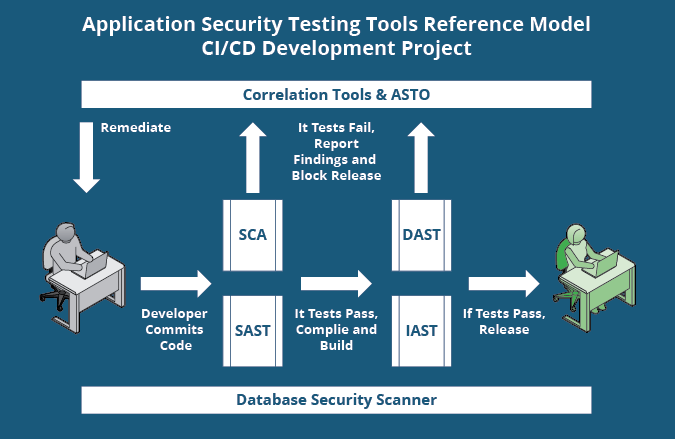 Application Security Testing Tools Reference Model
CI/CD Development Project
Correlation Tools & ASTO
Remediate
It Tests Fail,
Report
Findings and
Block Release
SCA
DAST
Developer
Commits
Code
SAST
It Tests Pass,
Complie and
Build
IAST
If Tests Pass,
Release
Database Security Scanner